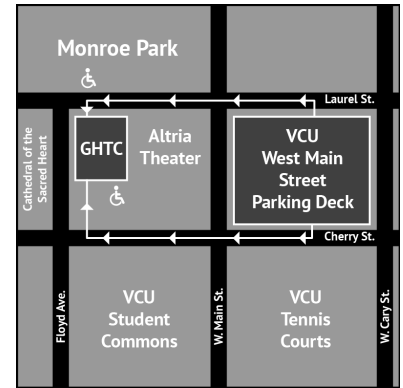 Monroe Park
Laurel St.
Cathedral of the
Sacred Heart
GHTC
Altria
Theater
VCU
West Main
Street
Parking Deck
Cherry St.
Floyd Ave.
VCU
Student
Commons
W. Main St.
VCU
Tennis
Courts
W. Cary St.